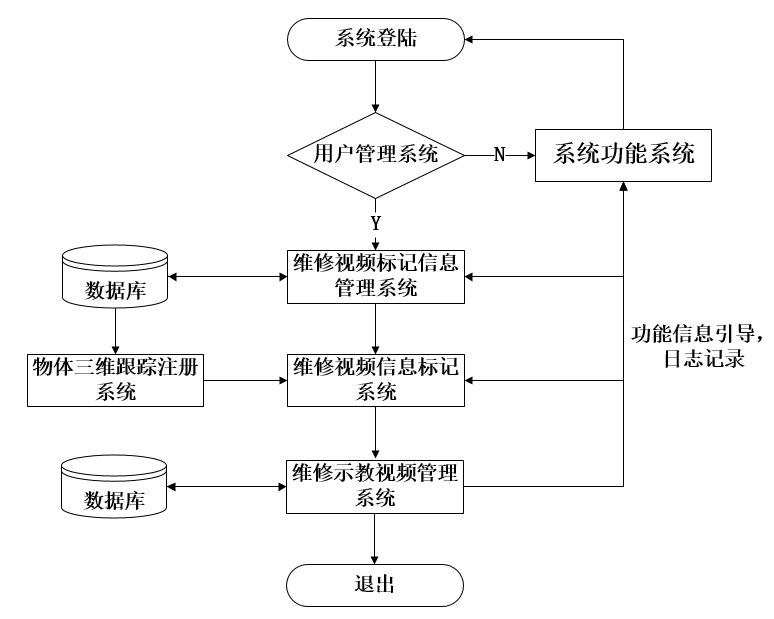 系统登陆
用户管理系统
N
系统功能系统
Y
维修视频标记信息
管理系统
数据库
功能信息引导，
日志记录
物体三维跟踪注册
系统
维修视频信息标记
系统
维修示教视频管理
系统
数据库
退出